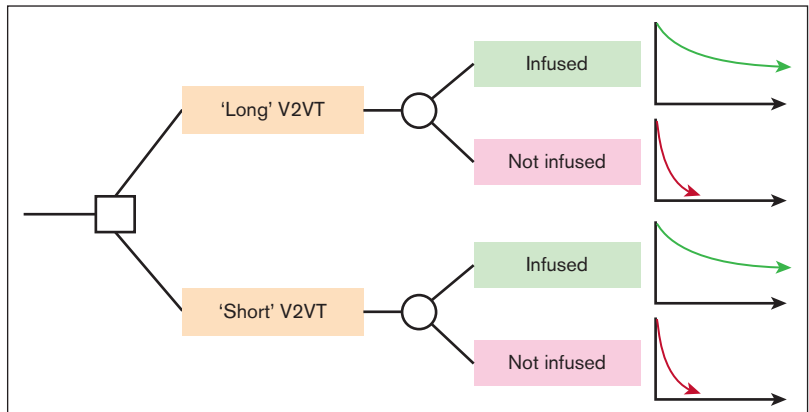 Infused
‘Long’ V2VT
Not infused
Infused
‘Short’ V2VT
Not infused